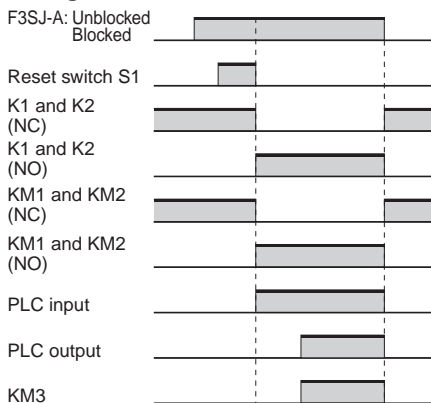 F3SJ-A: Unblocked
Blocked
Reset switch S1
K1 and K2
(NC)
K1 and K2
(NO)
KM1 and KM2
(NC)
KM1 and KM2
(NO)
PLC input
PLC output
KM3